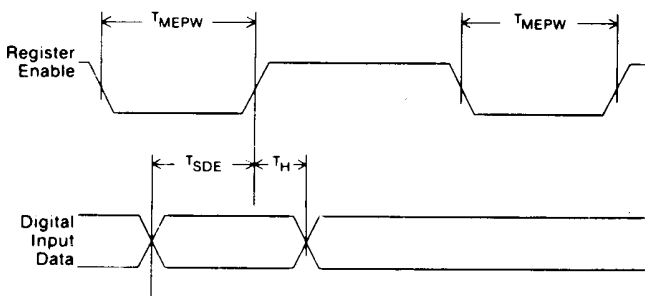 TMEPW
TMEPW
Register
Enable
TSDE
TH
Digital
Input
Data